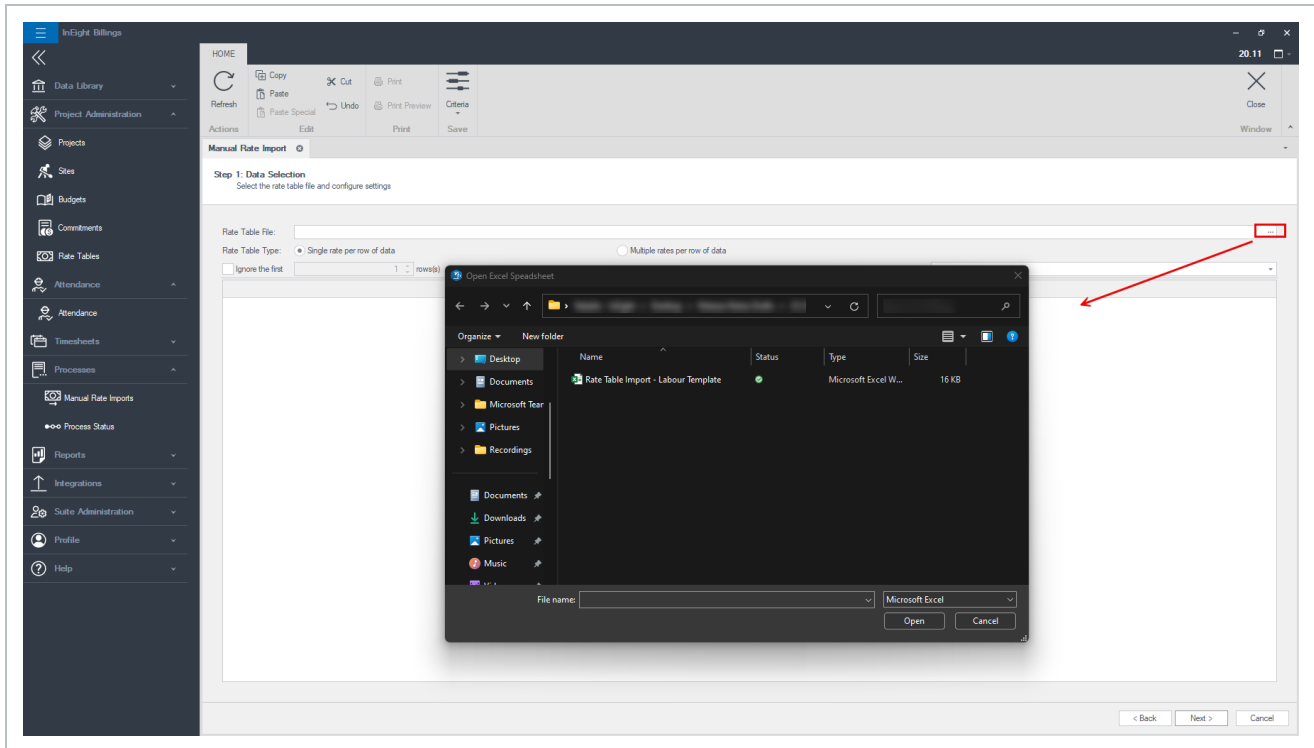 InEight Billings
HOME
20.11
Data Library
Project Administration
Projects
Sites
Budgets
Commitments
Rate Tables
Attendance
Attendance
Timesheets
Processes
Manual Rate Imports
Process Status
Reports
Integrations
Suite Administration
Profile
Help
Refresh
Copy
Paste
Paste Special
Cut
Undo
Print
Print Preview
Criteria
Close
Actions
Edit
Print
Save
Window
Manual Rate Import
Step 1: Data Selection
Select the rate table file and configure settings
Rate Table File:
...
Rate Table Type: Single rate per row of data Multiple rates per row of data
Ignore the first 1 rows(s)
Open Excel Speadsheet
Organize New folder
Name Status Type Size
Desktop
Documents
Microsoft Tear
Pictures
Recordings
Rate Table Import - Labour Template Microsoft Excel W... 16 KB
Documents
Downloads
Pictures
Music
File name: Microsoft Excel
Open Cancel
< Back Next > Cancel